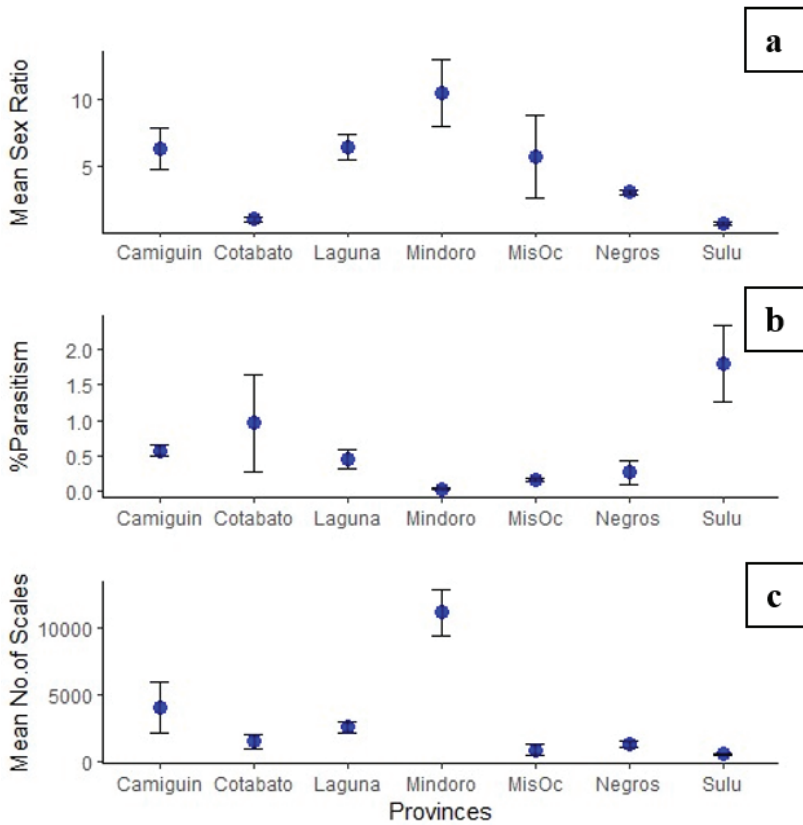 a
Mean Sex Ratio
10
5
Camiguin Cotabato Laguna Mindoro MisOc Negros Sulu
b
%Parasitism
2.0
1.5
1.0
0.5
0.0
Camiguin Cotabato Laguna Mindoro MisOc Negros Sulu
c
Mean No.of Scales
10000
5000
0
Camiguin Cotabato Laguna Mindoro MisOc Negros Sulu
Provinces